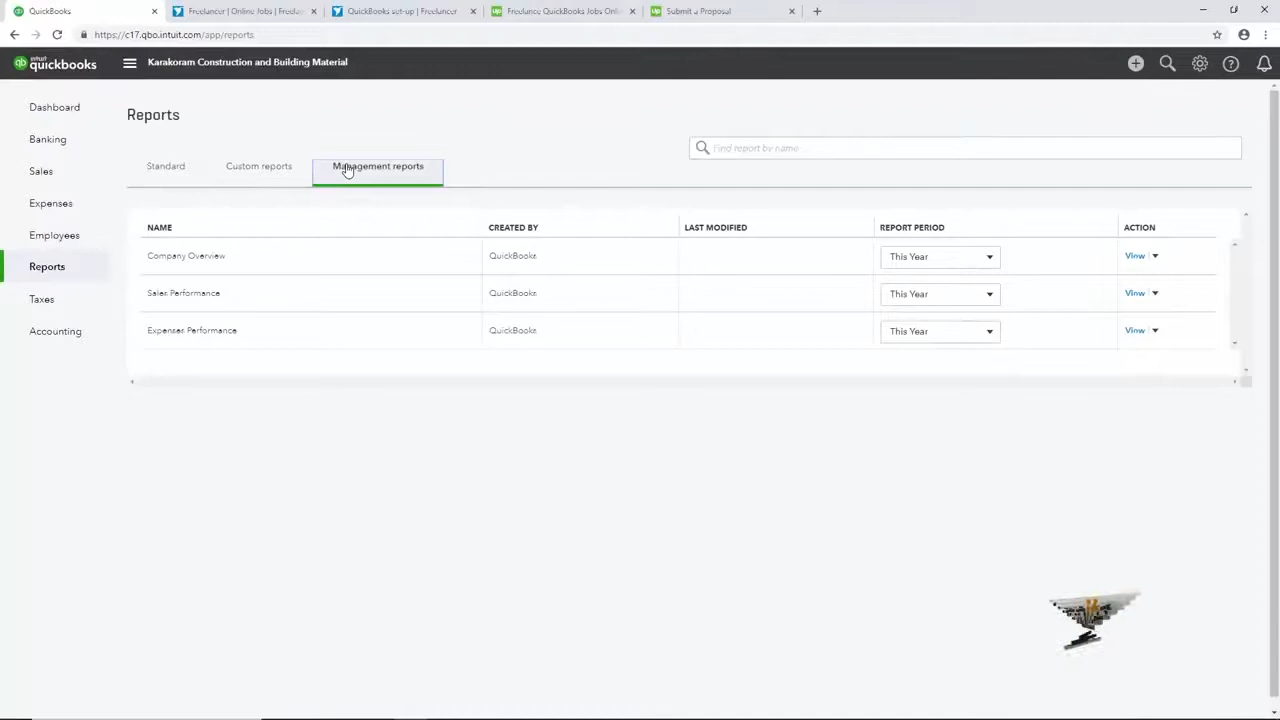 QuickBooks
Freelancer | Online Jobs | Freelan
QuickBooks set-up | Freelancer
Freelance QuickBooks Jobs Onlin
Submit a Proposal
https://c17.qbo.intuit.com/app/reports
intuit
quickbooks
Karakoram Construction and Building Material
Dashboard
Banking
Sales
Expenses
Employees
Reports
Taxes
Accounting
Reports
Find report by name
Standard
Custom reports
Management reports
NAME CREATED BY LAST MODIFIED REPORT PERIOD ACTION
Company Overview QuickBooks This Year View
Sales Performance QuickBooks This Year View
Expenses Performance QuickBooks This Year View